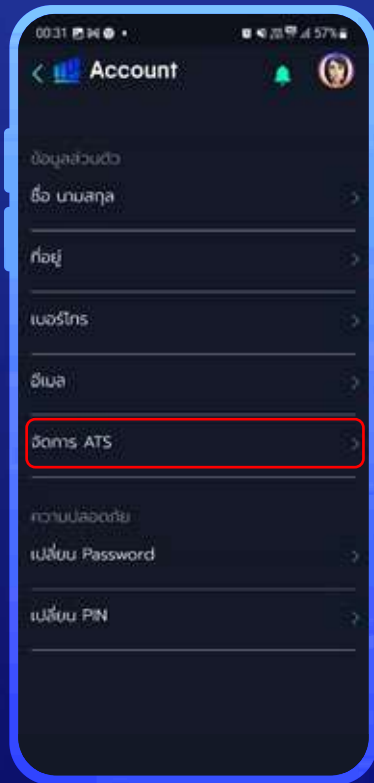 00:31
57%
Account
ข้อมูลส่วนตัว
ชื่อ นามสกุล
ที่อยู่
เบอร์โทร
อีเมล
จัดการ ATS
ความปลอดภัย
เปลี่ยน Password
เปลี่ยน PIN